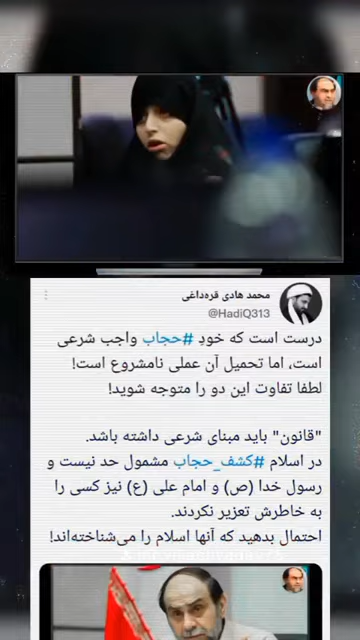 محمد هادی قره‌داغی
@HadiQ313
درست است که خودِ #حجاب واجب شرعی
است، اما تحمیل آن عملی نامشروع است!
لطفا تفاوت این دو را متوجه شوید!
"قانون" باید مبنای شرعی داشته باشد.
در اسلام #کشف_حجاب مشمول حد نیست و
رسول خدا (ص) و امام علی (ع) نیز کسی را
به خاطرش تعزیر نکردند.
احتمال بدهید که آنها اسلام را می‌شناخته‌اند!